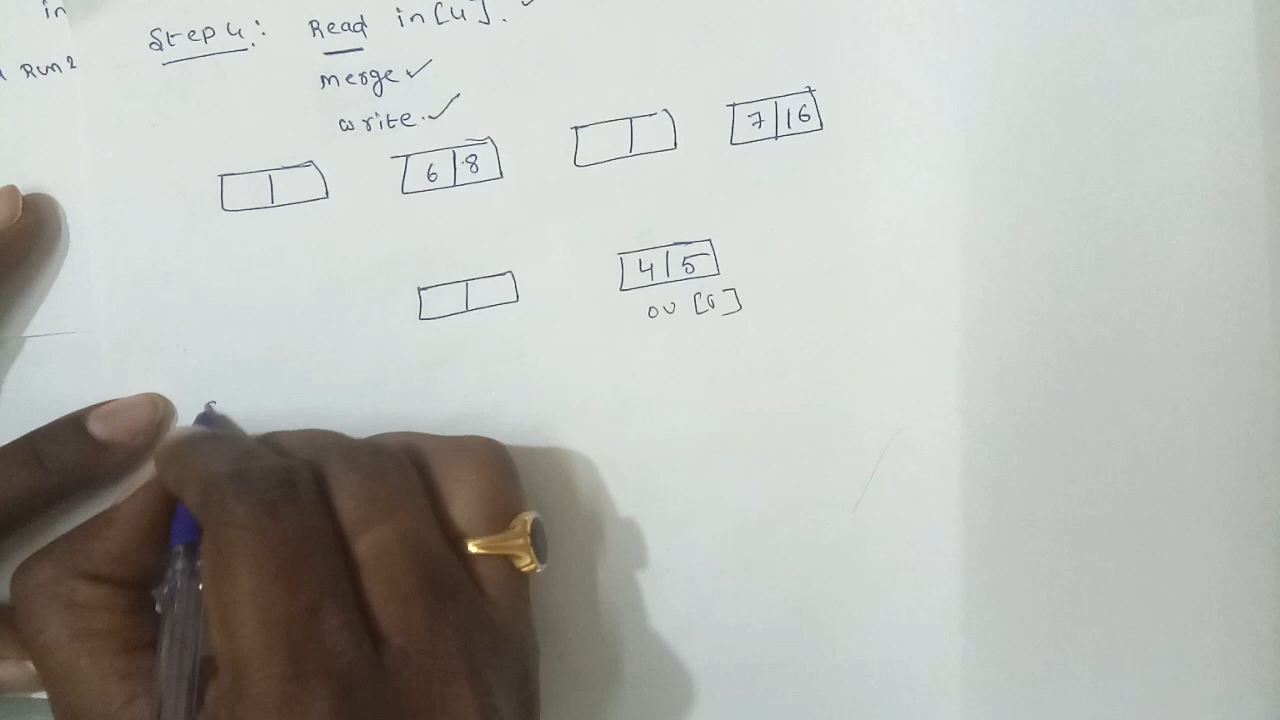 in
Run 2
Step 4: Read in [4].
merge ✓
write. ✓
6 8
7 16
4 5
ou [0]